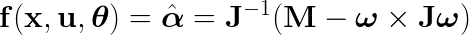 f(x, u, θ) = α̂ = J⁻¹(M − ω × Jω)